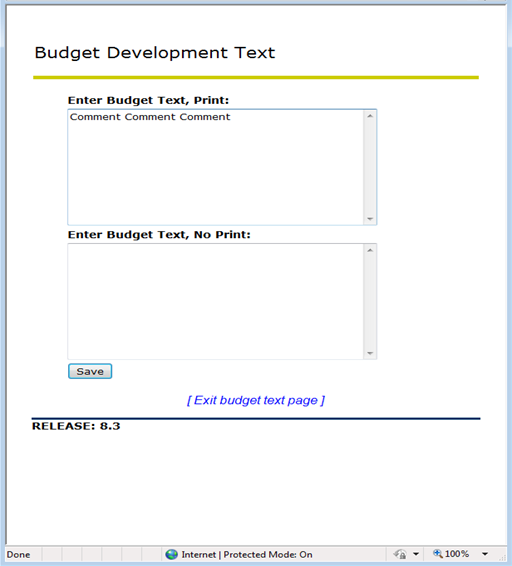 Budget Development Text
Enter Budget Text, Print:
Comment Comment Comment
Enter Budget Text, No Print:
Save
[ Exit budget text page ]
RELEASE: 8.3
Done
Internet | Protected Mode: On
100%